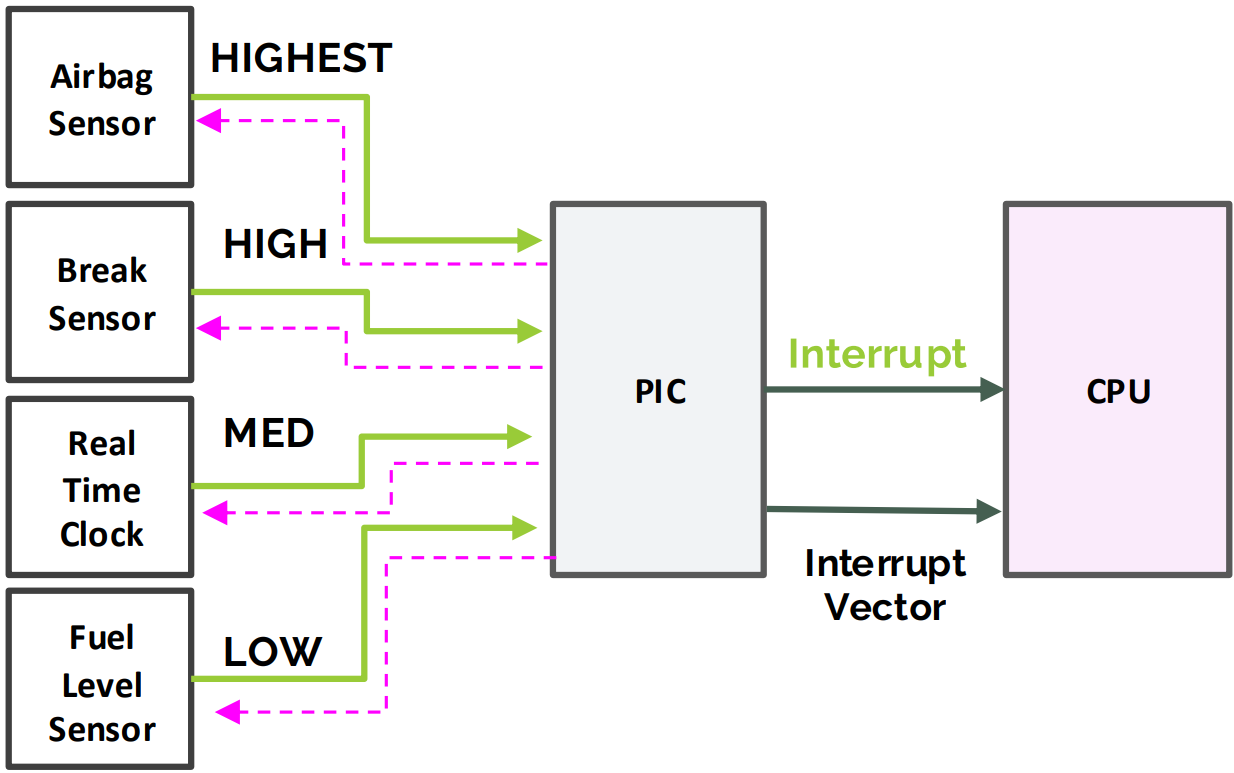 Airbag
Sensor
HIGHEST
Break
Sensor
HIGH
Real
Time
Clock
MED
Fuel
Level
Sensor
LOW
PIC
Interrupt
Interrupt
Vector
CPU